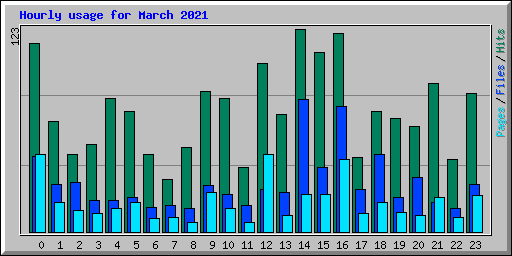 Hourly usage for March 2021
123
Pages / Files / Hits
0 1 2 3 4 5 6 7 8 9 10 11 12 13 14 15 16 17 18 19 20 21 22 23